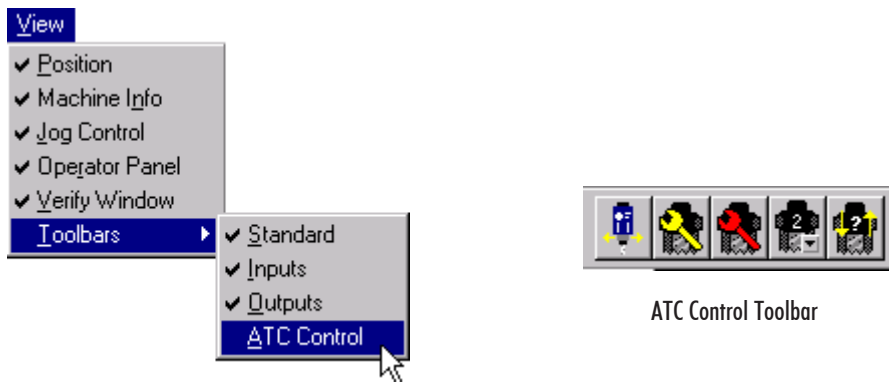 View
Position
Machine Info
Jog Control
Operator Panel
Verify Window
Toolbars
Standard
Inputs
Outputs
ATC Control
2
?
ATC Control Toolbar